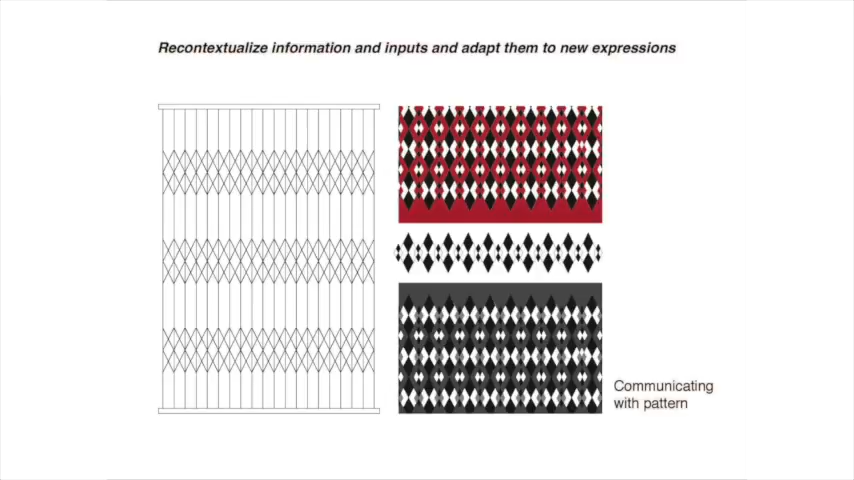 Recontextualize information and inputs and adapt them to new expressions
Communicating
with pattern